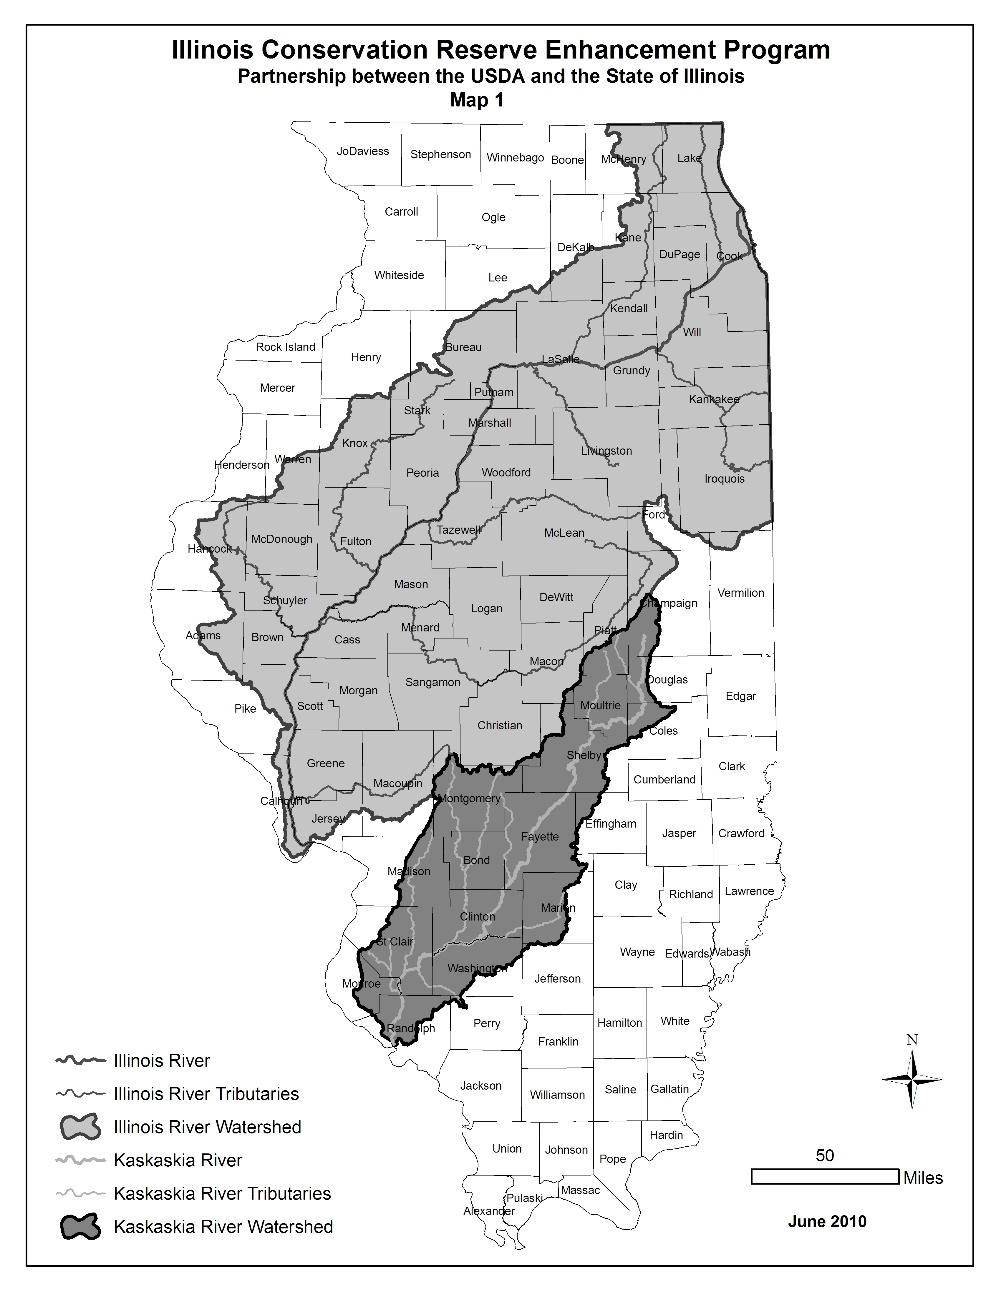 Illinois Conservation Reserve Enhancement Program
Partnership between the USDA and the State of Illinois
Map 1
JoDaviess
Stephenson
Winnebago
Boone
McHenry
Lake
Carroll
Ogle
DeKalb
Kane
DuPage
Cook
Whiteside
Lee
Kendall
Will
Rock Island
Henry
Bureau
LaSalle
Grundy
Mercer
Putnam
Kankakee
Stark
Marshall
Knox
Henderson
Warren
Peoria
Woodford
Livingston
Iroquois
Ford
Hancock
McDonough
Fulton
Tazewell
McLean
Mason
Logan
DeWitt
Vermilion
Schuyler
Champaign
Adams
Brown
Cass
Menard
Piatt
Macon
Douglas
Edgar
Pike
Scott
Morgan
Sangamon
Moultrie
Christian
Coles
Shelby
Greene
Macoupin
Cumberland
Clark
Calhoun
Jersey
Montgomery
Effingham
Jasper
Crawford
Fayette
Madison
Bond
Clay
Richland
Lawrence
Clinton
Marion
St Clair
Wayne
Edwards
Wabash
Monroe
Washington
Jefferson
Randolph
Perry
Hamilton
White
Franklin
Jackson
Williamson
Saline
Gallatin
Union
Johnson
Pope
Hardin
Alexander
Pulaski
Massac
Illinois River
Illinois River Tributaries
Illinois River Watershed
Kaskaskia River
Kaskaskia River Tributaries
Kaskaskia River Watershed
N
50
Miles
June 2010